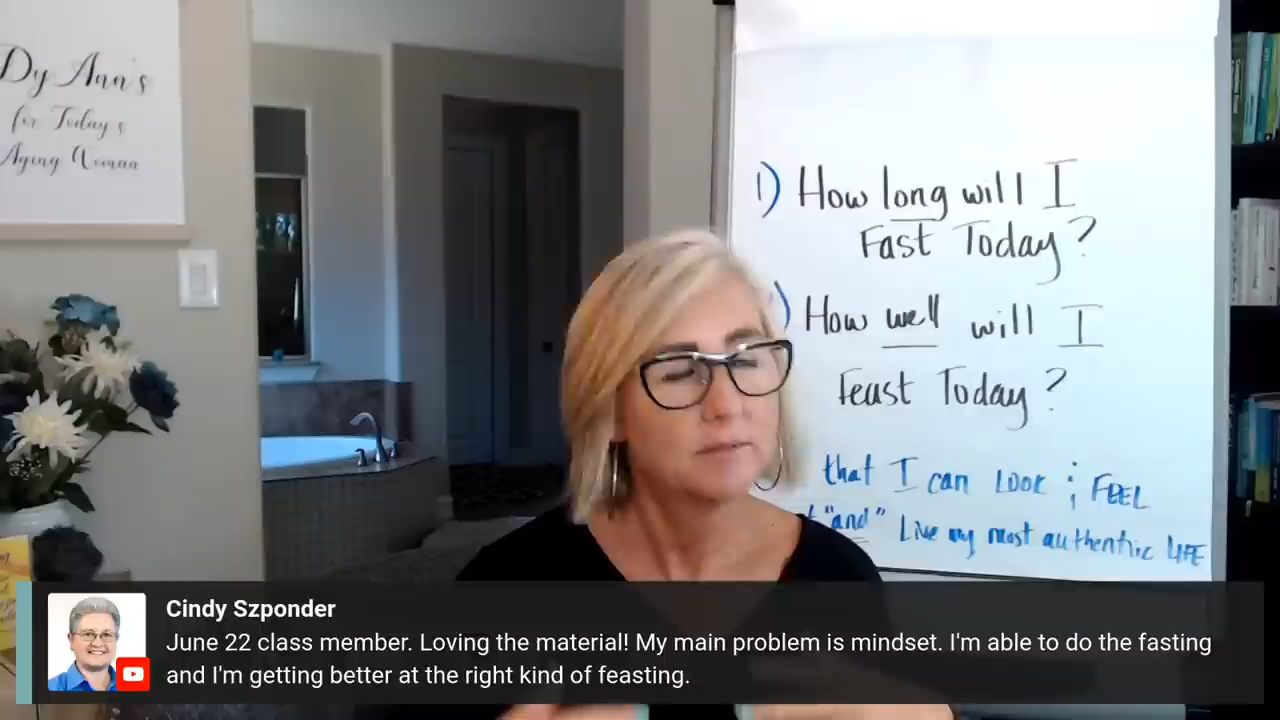 Dy Ann's
for Today's
Aging Woman
1) How long will I
Fast Today?
) How well will I
Feast Today?
that I can Look & FEEL
"and" Live my most authentic LIFE
Cindy Szponder
June 22 class member. Loving the material! My main problem is mindset. I'm able to do the fasting
and I'm getting better at the right kind of feasting.